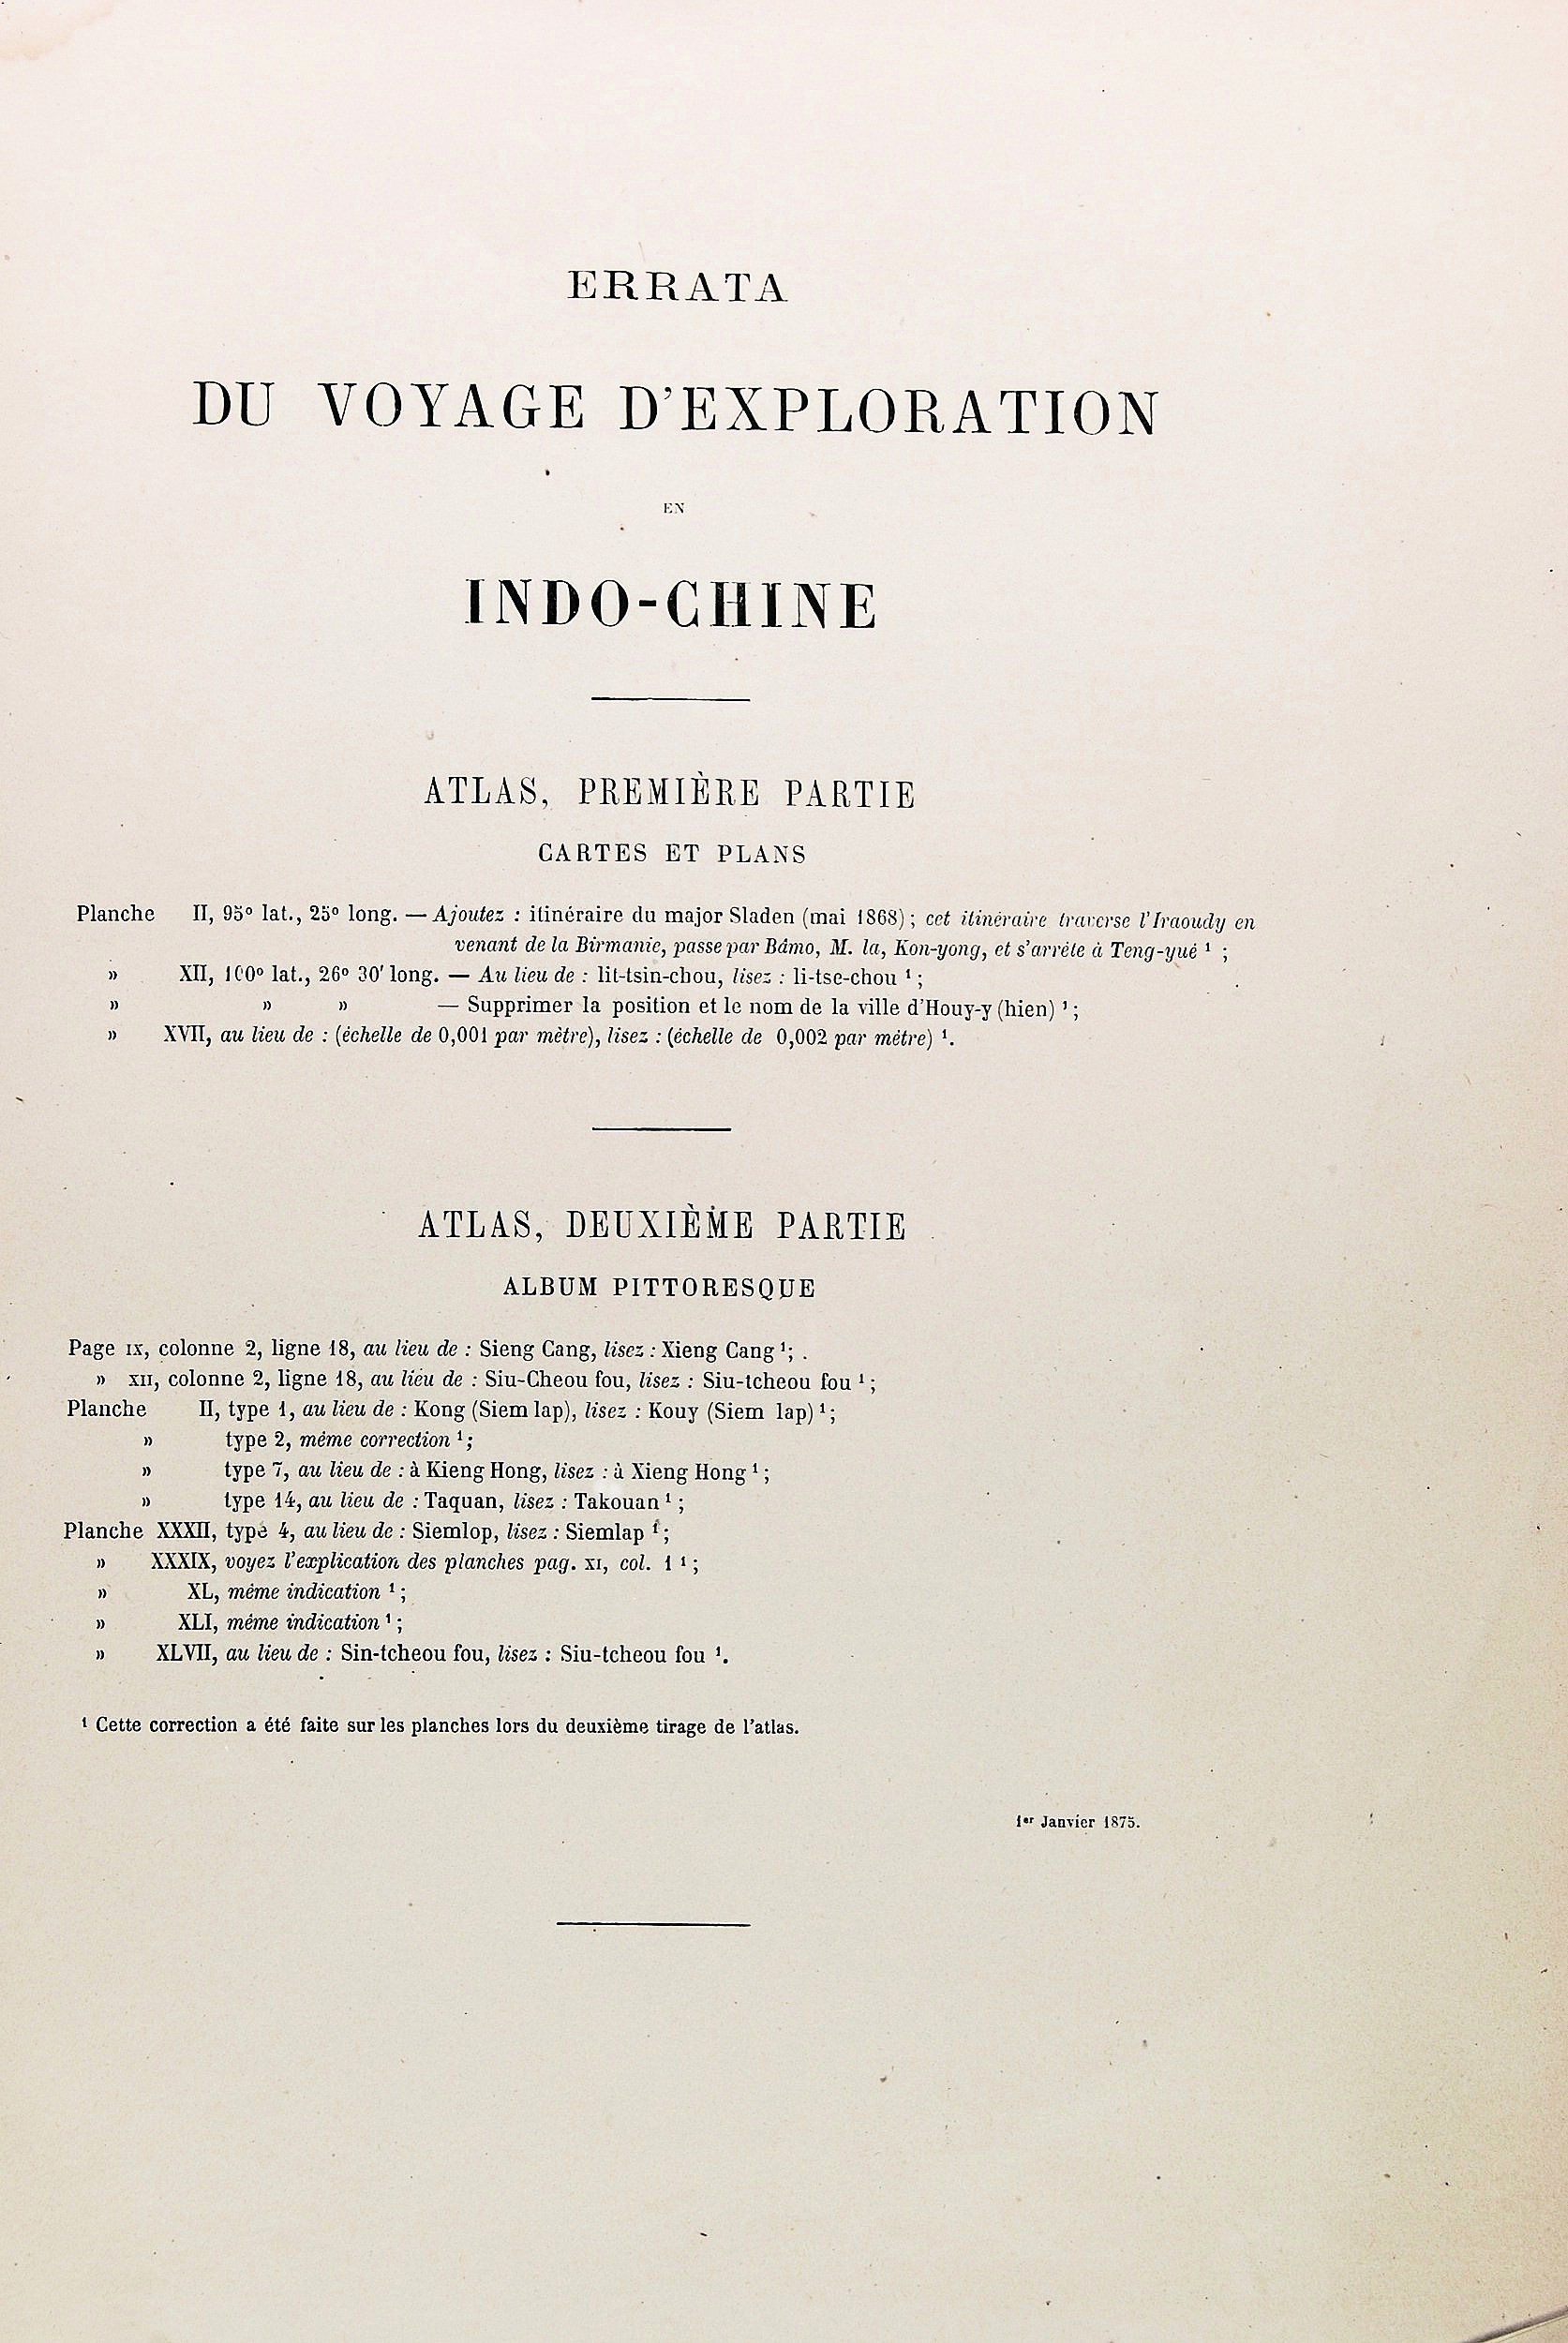 ERRATA
DU VOYAGE D'EXPLORATION
EN
INDO-CHINE
ATLAS, PREMIÈRE PARTIE
CARTES ET PLANS
Planche II, 95º lat., 25º long. — Ajoutez : itinéraire du major Sladen (mai 1868) ; cet itinéraire traverse l'Iraoudy en
venant de la Birmanie, passe par Bâmo, M. la, Kon-yong, et s'arrête à Teng-yué ¹ ;
» XII, 100º lat., 26º 30' long. — Au lieu de : lit-tsin-chou, lisez : li-tse-chou ¹ ;
» » » — Supprimer la position et le nom de la ville d'Houy-y (hien) ¹ ;
» XVII, au lieu de : (échelle de 0,001 par mètre), lisez : (échelle de 0,002 par mètre) ¹.
ATLAS, DEUXIÈME PARTIE
ALBUM PITTORESQUE
Page IX, colonne 2, ligne 18, au lieu de : Sieng Cang, lisez : Xieng Cang ¹ ;
» XII, colonne 2, ligne 18, au lieu de : Siu-Cheou fou, lisez : Siu-tcheou fou ¹ ;
Planche II, type 1, au lieu de : Kong (Siem lap), lisez : Kouy (Siem lap) ¹ ;
» type 2, même correction ¹ ;
» type 7, au lieu de : à Kieng Hong, lisez : à Xieng Hong ¹ ;
» type 14, au lieu de : Taquan, lisez : Takouan ¹ ;
Planche XXXII, type 4, au lieu de : Siemlop, lisez : Siemlap ¹ ;
» XXXIX, voyez l'explication des planches pag. XI, col. 1 ¹ ;
» XL, même indication ¹ ;
» XLI, même indication ¹ ;
» XLVII, au lieu de : Sin-tcheou fou, lisez : Siu-tcheou fou ¹.
¹ Cette correction a été faite sur les planches lors du deuxième tirage de l'atlas.
1er Janvier 1875.